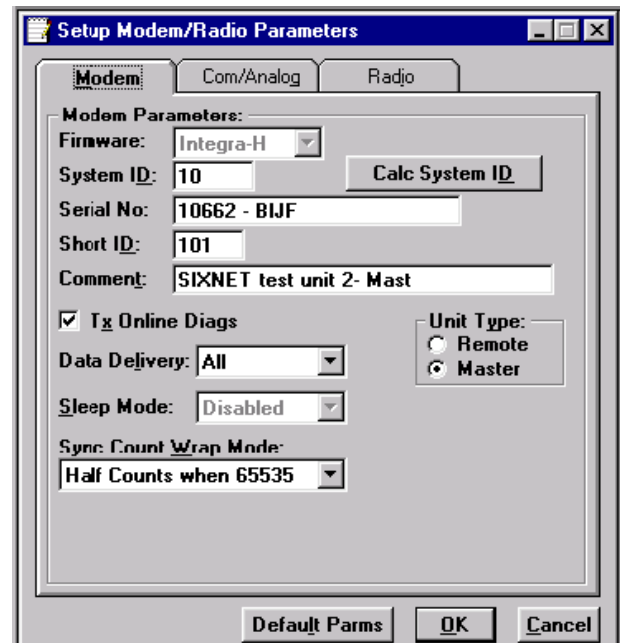 Setup Modem/Radio Parameters
Modem Com/Analog Radio
Modem Parameters:
Firmware: Integra-H
System ID: 10 Calc System ID
Serial No: 10662 - BIJF
Short ID: 101
Comment: SIXNET test unit 2- Mast
Tx Online Diags
Unit Type:
Remote
Master
Data Delivery: All
Sleep Mode: Disabled
Sync Count Wrap Mode:
Half Counts when 65535
Default Parms OK Cancel